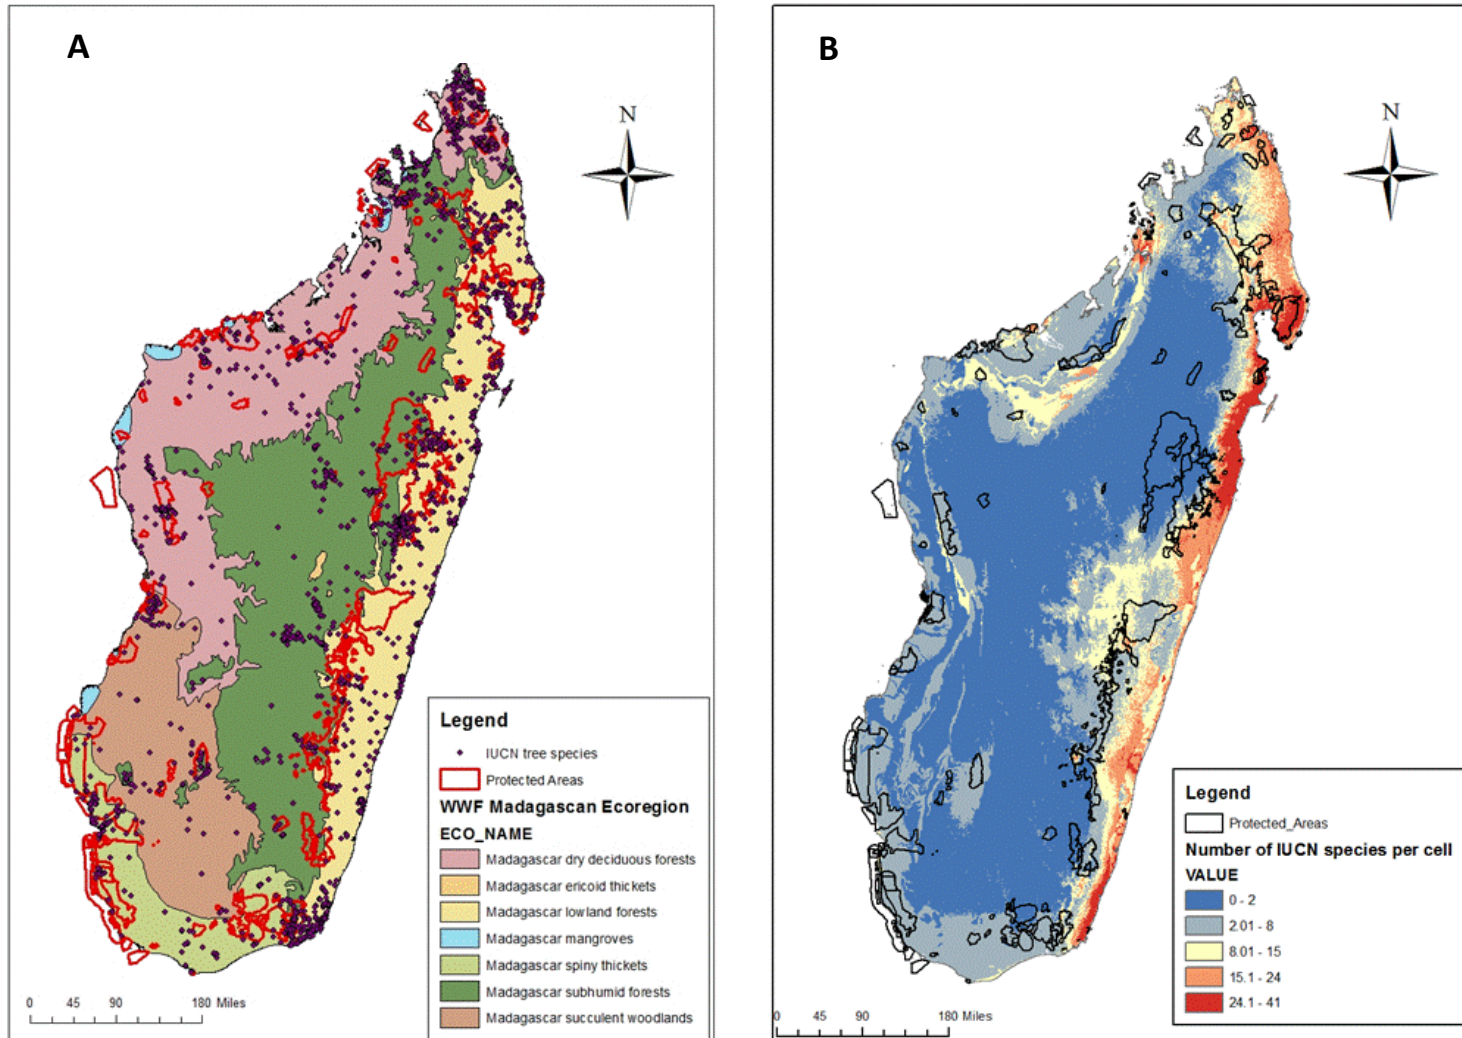 A
N
Legend
IUCN tree species
Protected Areas
WWF Madagascan Ecoregion
ECO_NAME
Madagascar dry deciduous forests
Madagascar ericoid thickets
Madagascar lowland forests
Madagascar mangroves
Madagascar spiny thickets
Madagascar subhumid forests
Madagascar succulent woodlands
0 45 90 180 Miles
B
N
Legend
Protected_Areas
Number of IUCN species per cell
VALUE
0 - 2
2.01 - 8
8.01 - 15
15.1 - 24
24.1 - 41
0 45 90 180 Miles